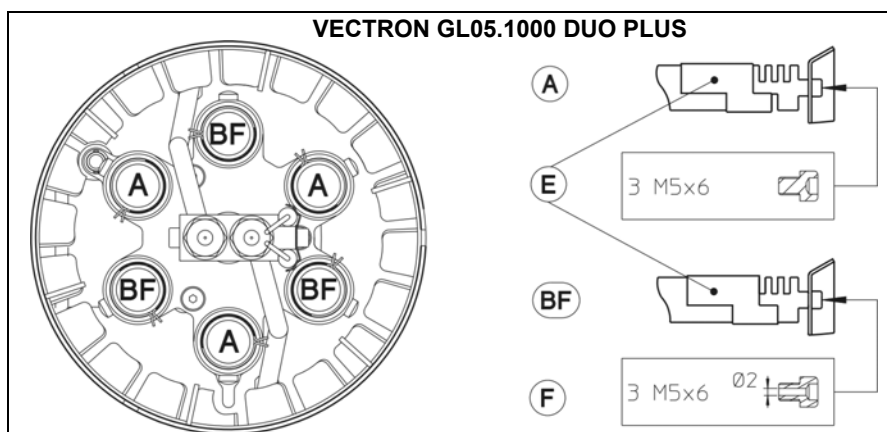 VECTRON GL05.1000 DUO PLUS
BF
A
A
BF
BF
A
A
E
3 M5x6
BF
F
3 M5x6 Ø2